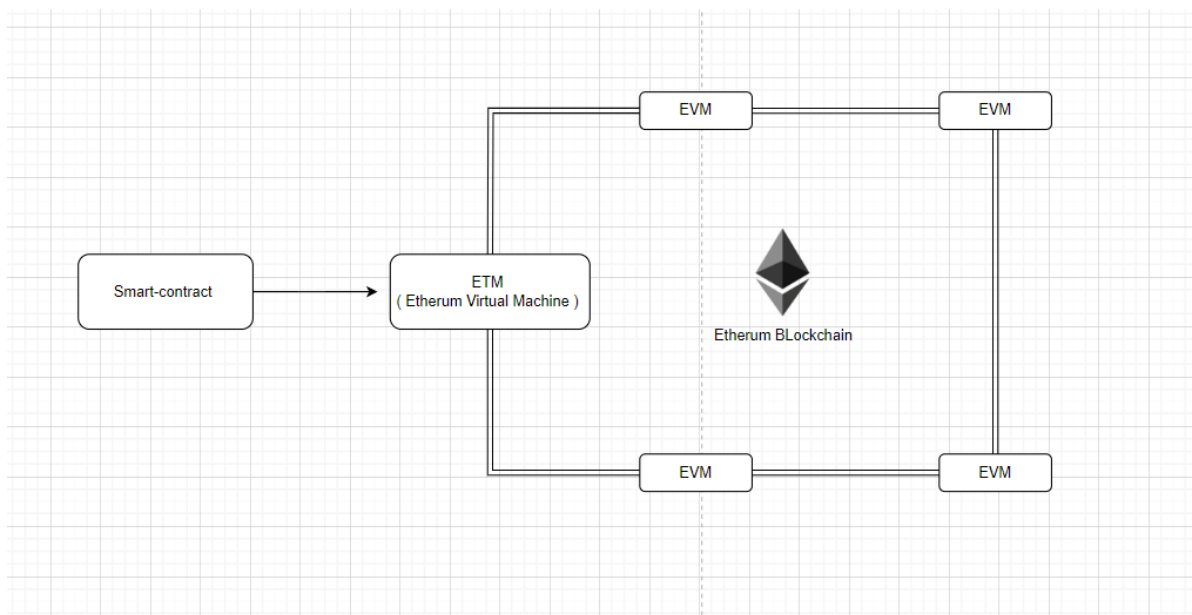 EVM
EVM
Smart-contract
ETM
( Etherum Virtual Machine )
Etherum BLockchain
EVM
EVM